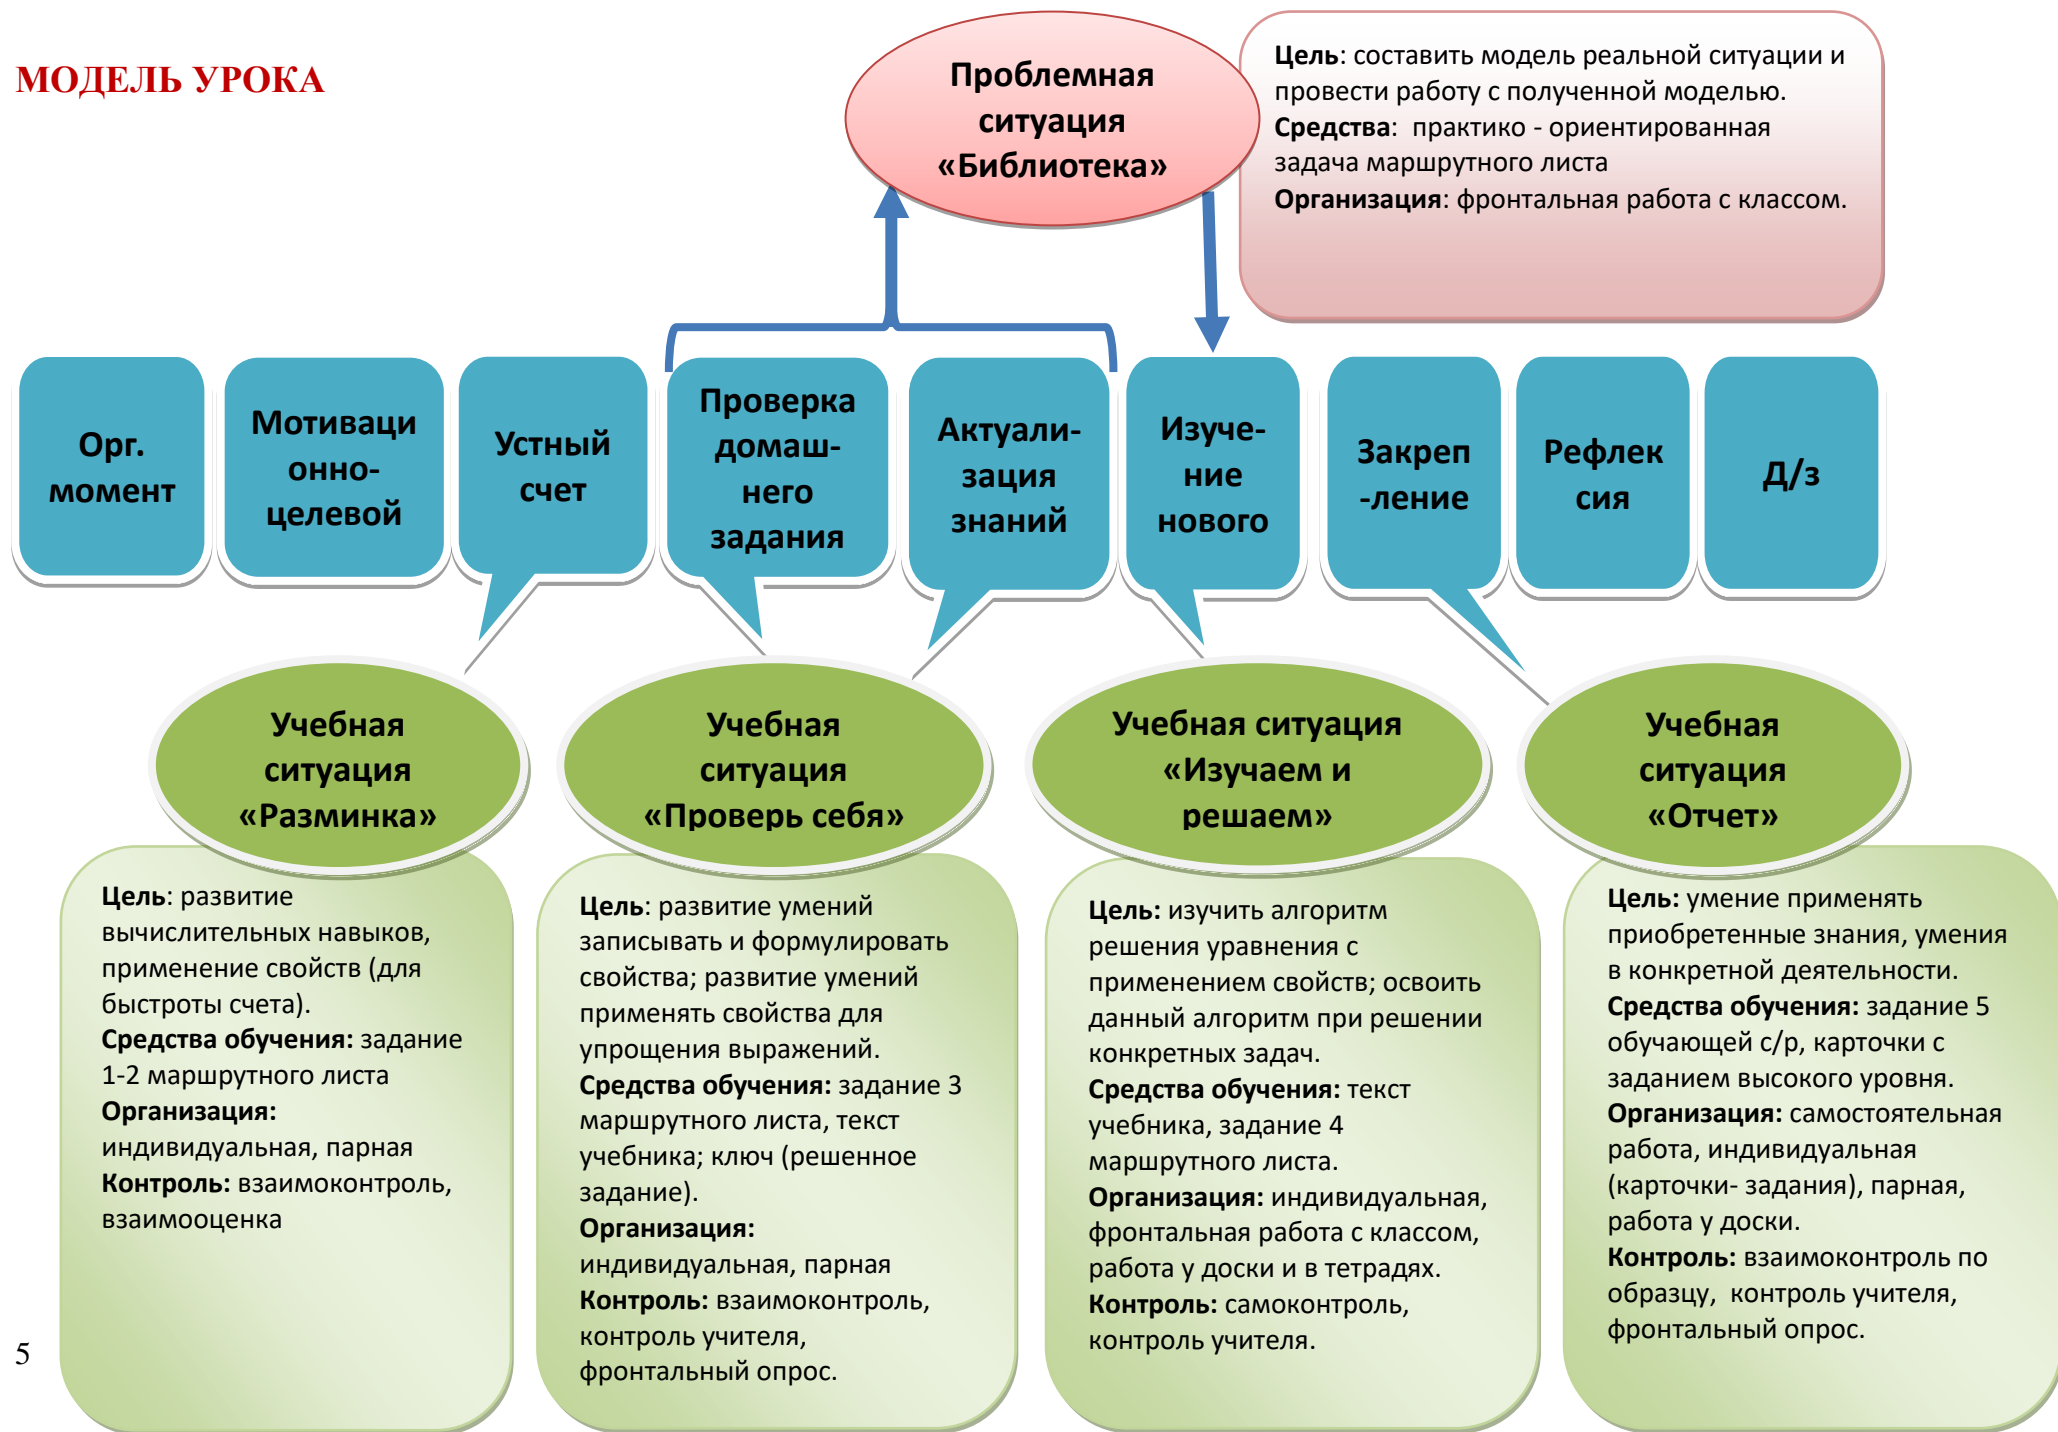 МОДЕЛЬ УРОКА
Проблемная
ситуация
«Библиотека»
Цель: составить модель реальной ситуации и
провести работу с полученной моделью.
Средства:  практико - ориентированная
задача маршрутного листа
Организация: фронтальная работа с классом.
Орг.
момент
Мотиваци
онно-
целевой
Устный
счет
Проверка
домаш-
него
задания
Актуали-
зация
знаний
Изуче-
ние
нового
Закреп
-ление
Рефлек
сия
Д/з
Учебная
ситуация
«Разминка»
Учебная
ситуация
«Проверь себя»
Учебная ситуация
«Изучаем и
решаем»
Учебная
ситуация
«Отчет»
Цель: развитие
вычислительных навыков,
применение свойств (для
быстроты счета).
Средства обучения: задание
1-2 маршрутного листа
Организация:
индивидуальная, парная
Контроль: взаимоконтроль,
взаимооценка
Цель: развитие умений
записывать и формулировать
свойства; развитие умений
применять свойства для
упрощения выражений.
Средства обучения: задание 3
маршрутного листа, текст
учебника; ключ (решенное
задание).
Организация:
индивидуальная, парная
Контроль: взаимоконтроль,
контроль учителя,
фронтальный опрос.
Цель: изучить алгоритм
решения уравнения с
применением свойств; освоить
данный алгоритм при решении
конкретных задач.
Средства обучения: текст
учебника, задание 4
маршрутного листа.
Организация: индивидуальная,
фронтальная работа с классом,
работа у доски и в тетрадях.
Контроль: самоконтроль,
контроль учителя.
Цель: умение применять
приобретенные знания, умения
в конкретной деятельности.
Средства обучения: задание 5
обучающей с/р, карточки с
заданием высокого уровня.
Организация: самостоятельная
работа, индивидуальная
(карточки- задания), парная,
работа у доски.
Контроль: взаимоконтроль по
образцу,  контроль учителя,
фронтальный опрос.
5